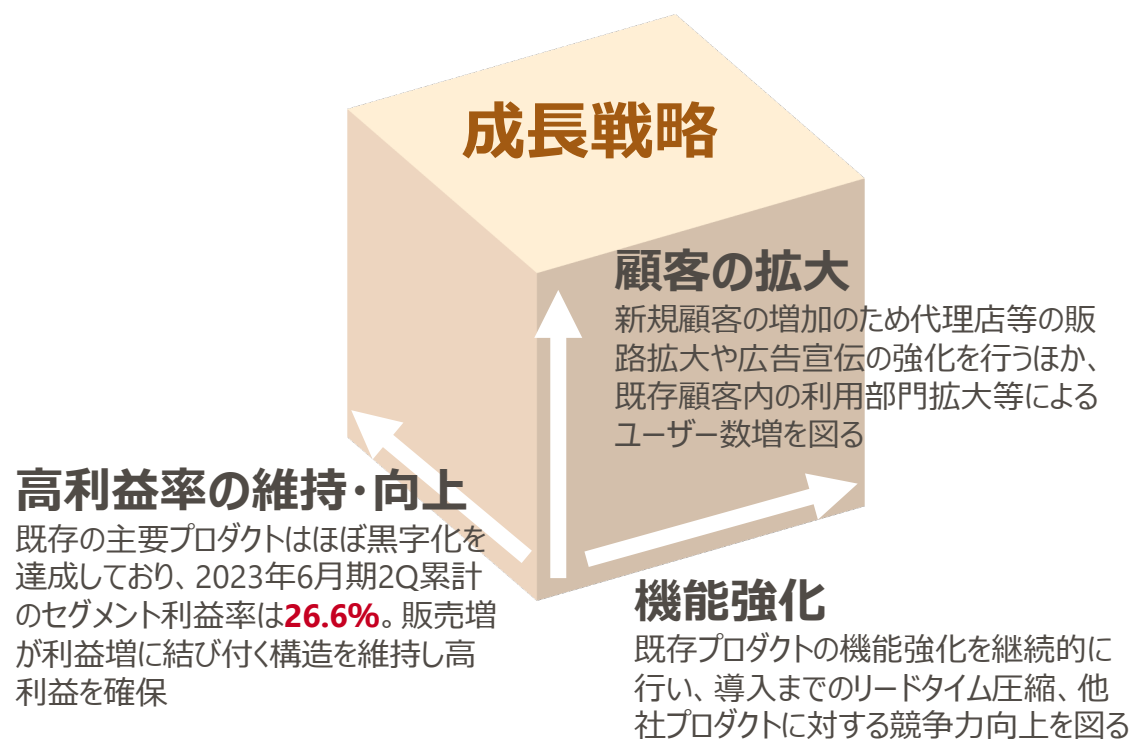 成長戦略
顧客の拡大
新規顧客の増加のため代理店等の販
路拡大や広告宣伝の強化を行うほか、
既存顧客内の利用部門拡大等による
ユーザー数増を図る
高利益率の維持・向上
既存の主要プロダクトはほぼ黒字化を
達成しており、2023年6月期2Q累計
のセグメント利益率は26.6%。販売増
が利益増に結び付く構造を維持し高
利益を確保
機能強化
既存プロダクトの機能強化を継続的に
行い、導入までのリードタイム圧縮、他
社プロダクトに対する競争力向上を図る